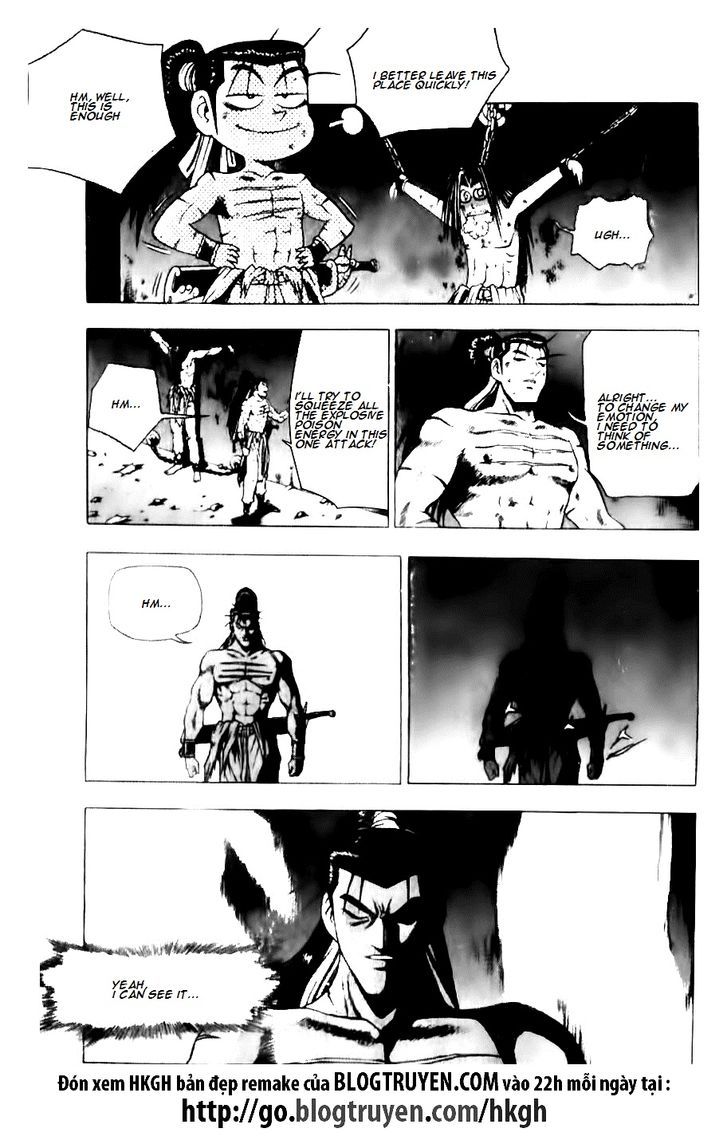 HM, WELL,
THIS IS
ENOUGH
I BETTER LEAVE THIS
PLACE QUICKLY!
UGH...
HM...
I'LL TRY TO
SQUEEZE ALL
THE EXPLOSIVE
POISON
ENERGY IN THIS
ONE ATTACK!
ALRIGHT...
TO CHANGE MY
EMOTION,
I NEED TO
THINK OF
SOMETHING...
HM...
YEAH,
I CAN SEE IT...
Đón xem HKGH bản đẹp remake của BLOGTRUYEN.COM vào 22h mỗi ngày tại :
http://go.blogtruyen.com/hkgh